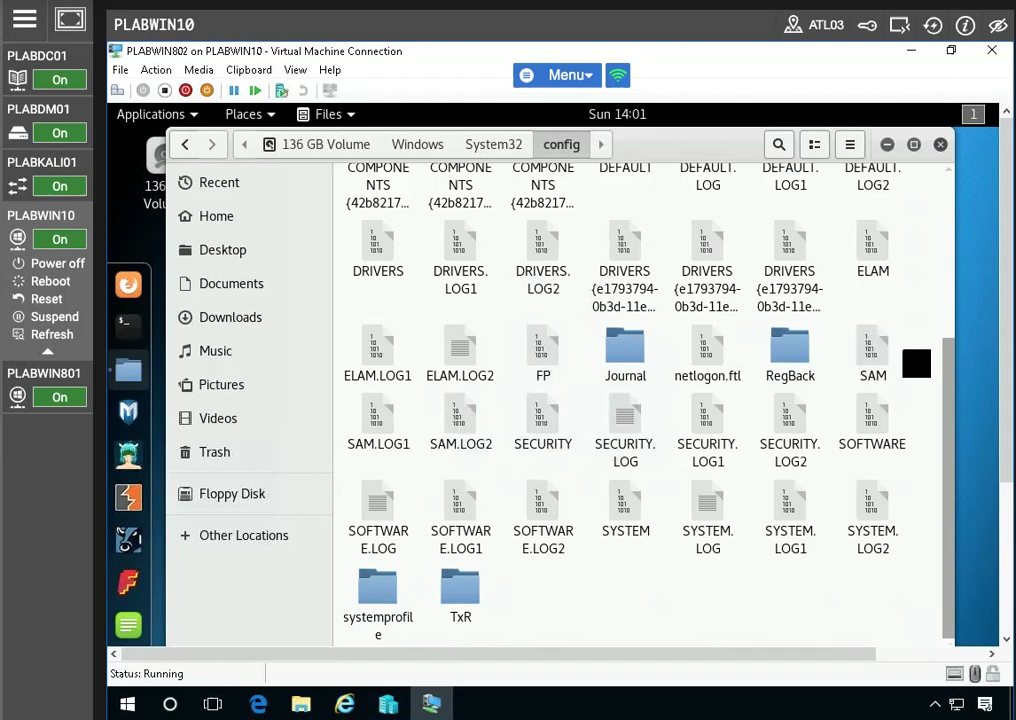 PLABWIN10
ATL03
PLABDC01
On
PLABDM01
On
PLABKALI01
On
PLABWIN10
On
Power off
Reboot
Reset
Suspend
Refresh
PLABWIN801
On
PLABWIN802 on PLABWIN10 - Virtual Machine Connection
File Action Media Clipboard View Help
Menu
Applications Places Files Sun 14:01 1
136 GB Volume Windows System32 config
136
Volu
Recent
Home
Desktop
Documents
Downloads
Music
Pictures
Videos
Trash
Floppy Disk
+ Other Locations
COMPONE COMPONE COMPONE DEFAULT DEFAULT. DEFAULT. DEFAULT.
NTS NTS NTS LOG LOG1 LOG2
{42b8217... {42b8217... {42b8217...
DRIVERS DRIVERS. DRIVERS. DRIVERS DRIVERS DRIVERS ELAM
LOG1 LOG2 {e1793794- {e1793794- {e1793794-
0b3d-11e... 0b3d-11e... 0b3d-11e...
ELAM.LOG1 ELAM.LOG2 FP Journal netlogon.ftl RegBack SAM
SAM.LOG1 SAM.LOG2 SECURITY SECURITY. SECURITY. SECURITY. SOFTWARE
LOG LOG1 LOG2
SOFTWAR SOFTWAR SOFTWAR SYSTEM SYSTEM. SYSTEM. SYSTEM.
E.LOG E.LOG1 E.LOG2 LOG LOG1 LOG2
systemprofil TxR
e
Status: Running